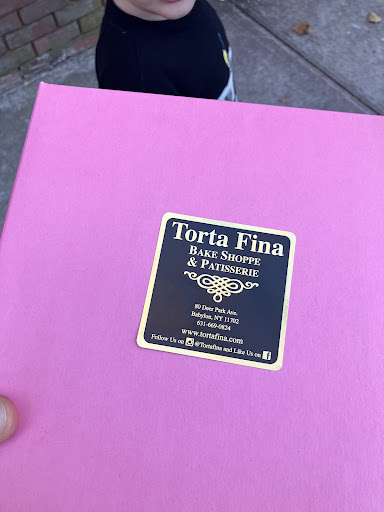 Torta Fina
BAKE SHOPPE
& PATISSERIE
80 Deer Park Ave.
Babylon, NY 11702
631-669-0824
www.tortafina.com
Follow Us on @Tortafina and Like Us on f